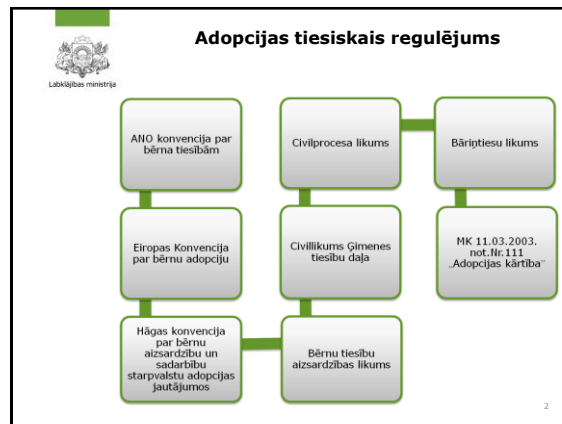 Adopcijas tiesiskais regulējums
Labklājības ministrija
ANO konvencija par
bērna tiesībām
Eiropas Konvencija
par bērnu adopciju
Hāgas konvencija
par bērnu
aizsardzību un
sadarbību
starpvalstu adopcijas
jautājumos
Bērnu tiesību
aizsardzības likums
Civillikums Ģimenes
tiesību daļa
Civilprocesa likums
Bāriņtiesu likums
MK 11.03.2003.
not.Nr.111
„Adopcijas kārtība”
2